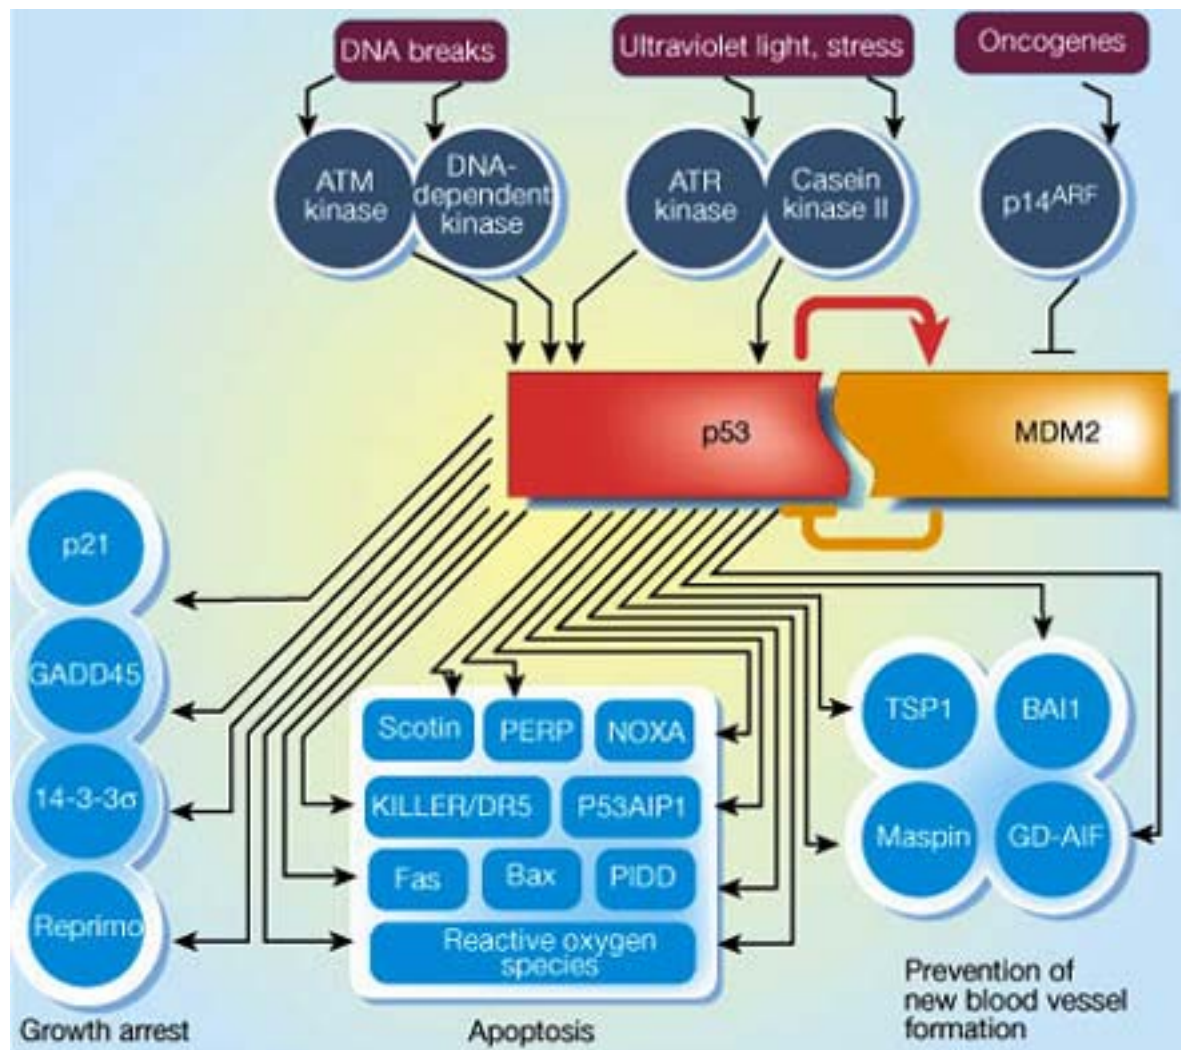 DNA breaks
Ultraviolet light, stress
Oncogenes
ATM
kinase
DNA-
dependent
kinase
ATR
kinase
Casein
kinase II
p14ARF
p53
MDM2
p21
GADD45
14-3-3σ
Reprimo
Growth arrest
Scotin
PERP
NOXA
KILLER/DR5
P53AIP1
Fas
Bax
PIDD
Reactive oxygen
species
Apoptosis
TSP1
BAI1
Maspin
GD-AIF
Prevention of
new blood vessel
formation